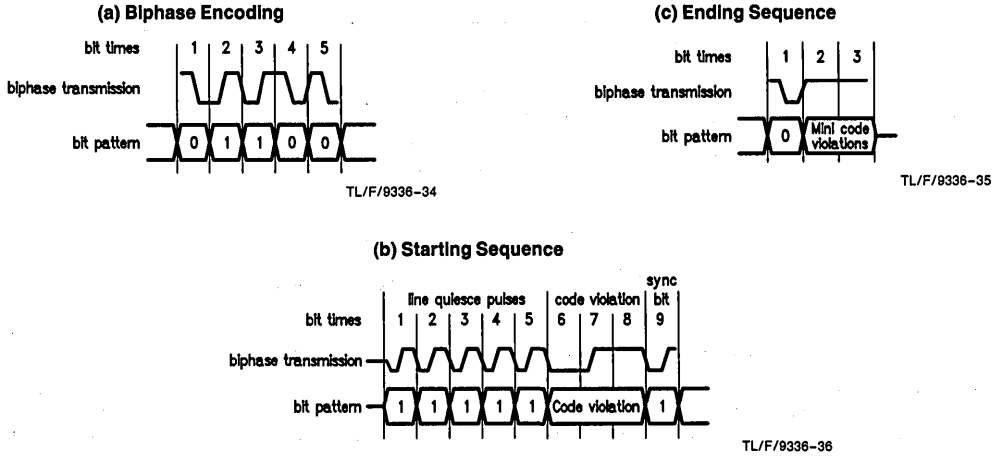 (a) Biphase Encoding
bit times 1 2 3 4 5
biphase transmission
bit pattern 0 1 1 0 0
TL/F/9336-34
(c) Ending Sequence
bit times 1 2 3
biphase transmission
bit pattern 0 Mini code violations
TL/F/9336-35
(b) Starting Sequence
line quiesce pulses code violation sync bit
bit times 1 2 3 4 5 6 7 8 9
biphase transmission
bit pattern 1 1 1 1 1 Code violation 1
TL/F/9336-36